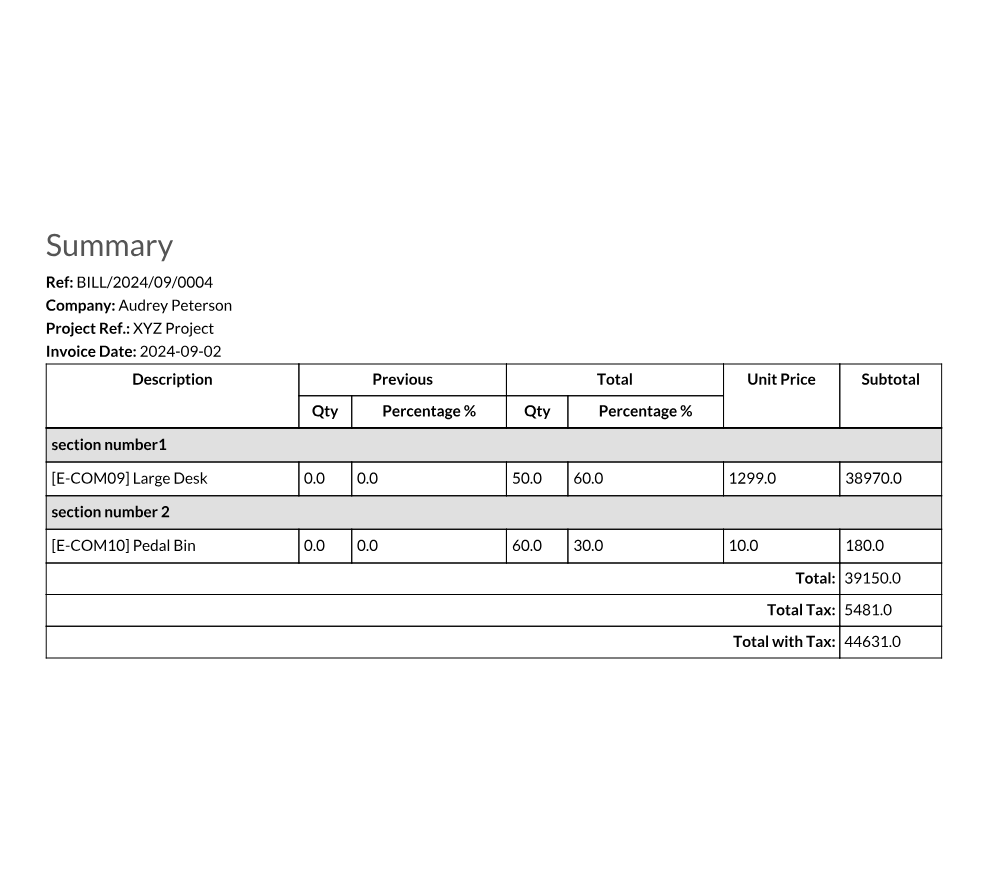 Summary
Ref: BILL/2024/09/0004
Company: Audrey Peterson
Project Ref.: XYZ Project
Invoice Date: 2024-09-02
Description Previous Total Unit Price Subtotal
Qty Percentage % Qty Percentage %
section number1
[E-COM09] Large Desk 0.0 0.0 50.0 60.0 1299.0 38970.0
section number 2
[E-COM10] Pedal Bin 0.0 0.0 60.0 30.0 10.0 180.0
Total: 39150.0
Total Tax: 5481.0
Total with Tax: 44631.0